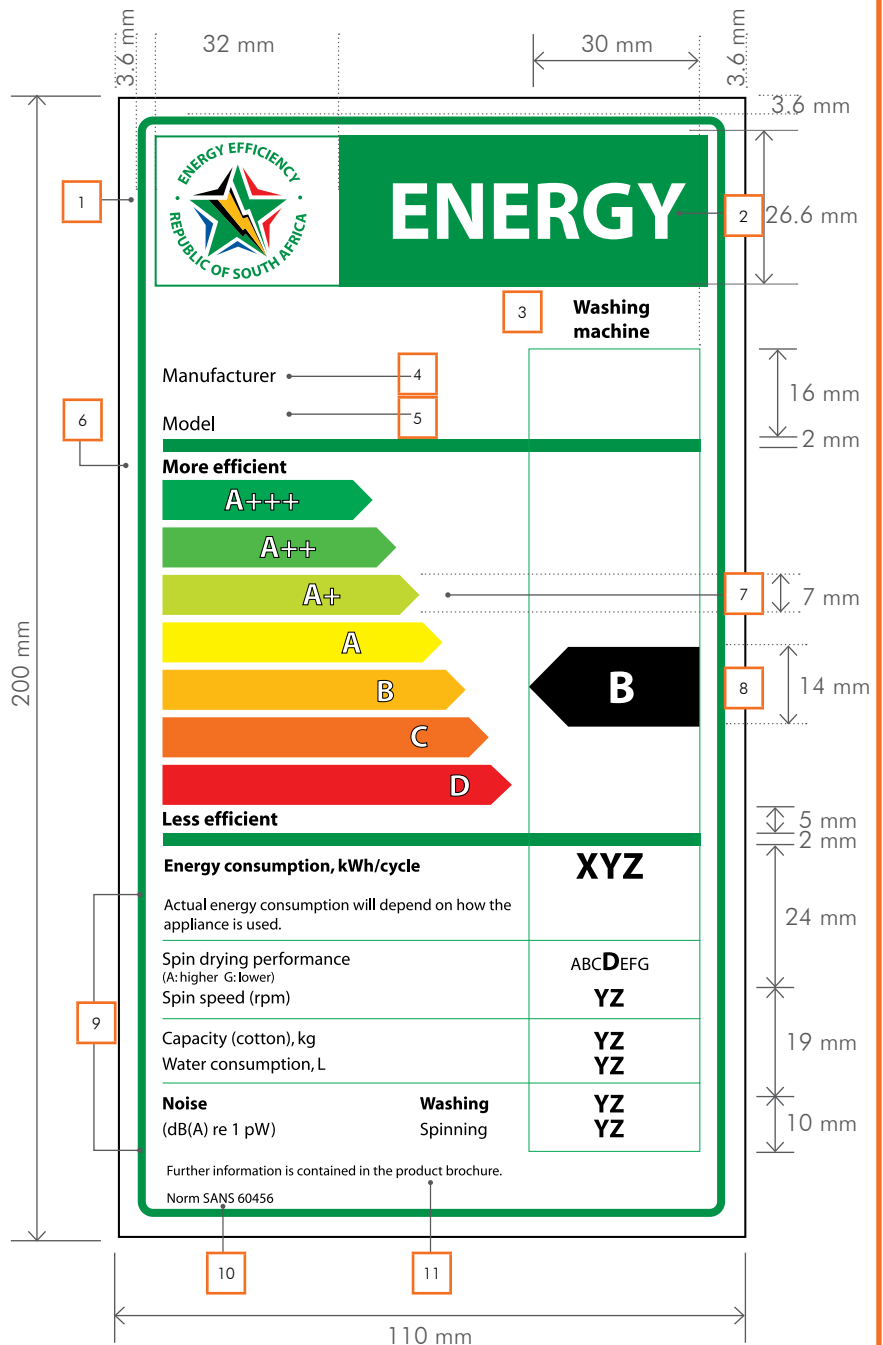 3.6 mm
32 mm
30 mm
3.6 mm
3.6 mm
ENERGY EFFICIENCY
REPUBLIC OF SOUTH AFRICA
ENERGY
1
2
26.6 mm
3
Washing
machine
Manufacturer
4
16 mm
Model
5
6
2 mm
More efficient
A+++
A++
A+
7
7 mm
A
200 mm
B
B
8
14 mm
C
D
Less efficient
5 mm
2 mm
Energy consumption, kWh/cycle
XYZ
Actual energy consumption will depend on how the
appliance is used.
24 mm
Spin drying performance
ABCDEFG
(A: higher G: lower)
Spin speed (rpm)
YZ
9
Capacity (cotton), kg
YZ
19 mm
Water consumption, L
YZ
Noise
Washing
YZ
(dB(A) re 1 pW)
Spinning
YZ
10 mm
Further information is contained in the product brochure.
Norm SANS 60456
10
11
110 mm